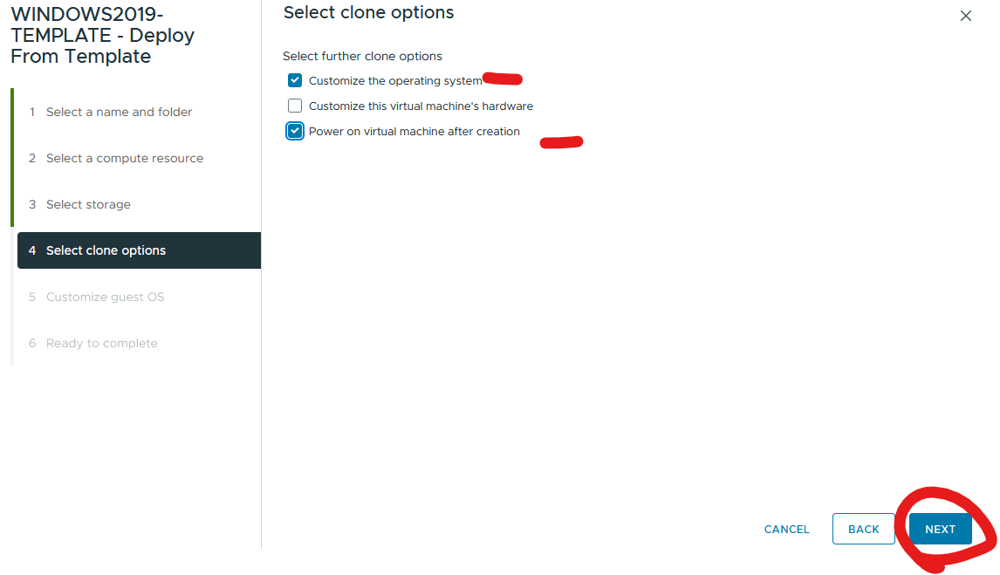 WINDOWS2019-
TEMPLATE - Deploy
From Template
1 Select a name and folder
2 Select a compute resource
3 Select storage
4 Select clone options
5 Customize guest OS
6 Ready to complete
Select clone options
Select further clone options
Customize the operating system
Customize this virtual machine's hardware
Power on virtual machine after creation
CANCEL
BACK
NEXT